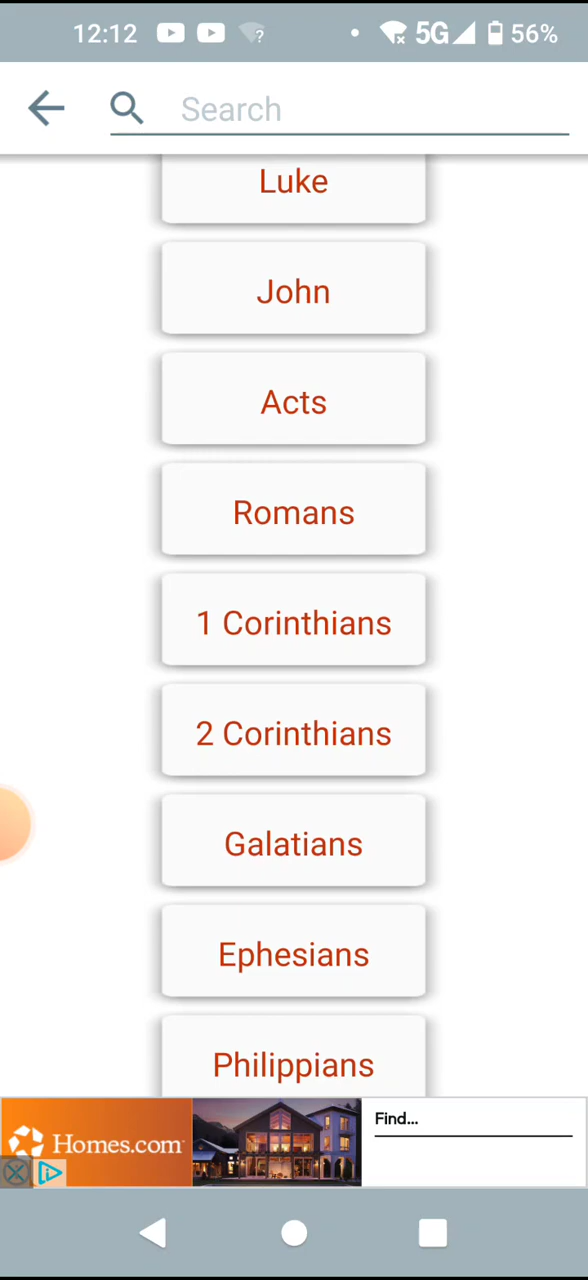 12:12 ? 5G 56%
Search
Luke
John
Acts
Romans
1 Corinthians
2 Corinthians
Galatians
Ephesians
Philippians
Homes.com
Find...